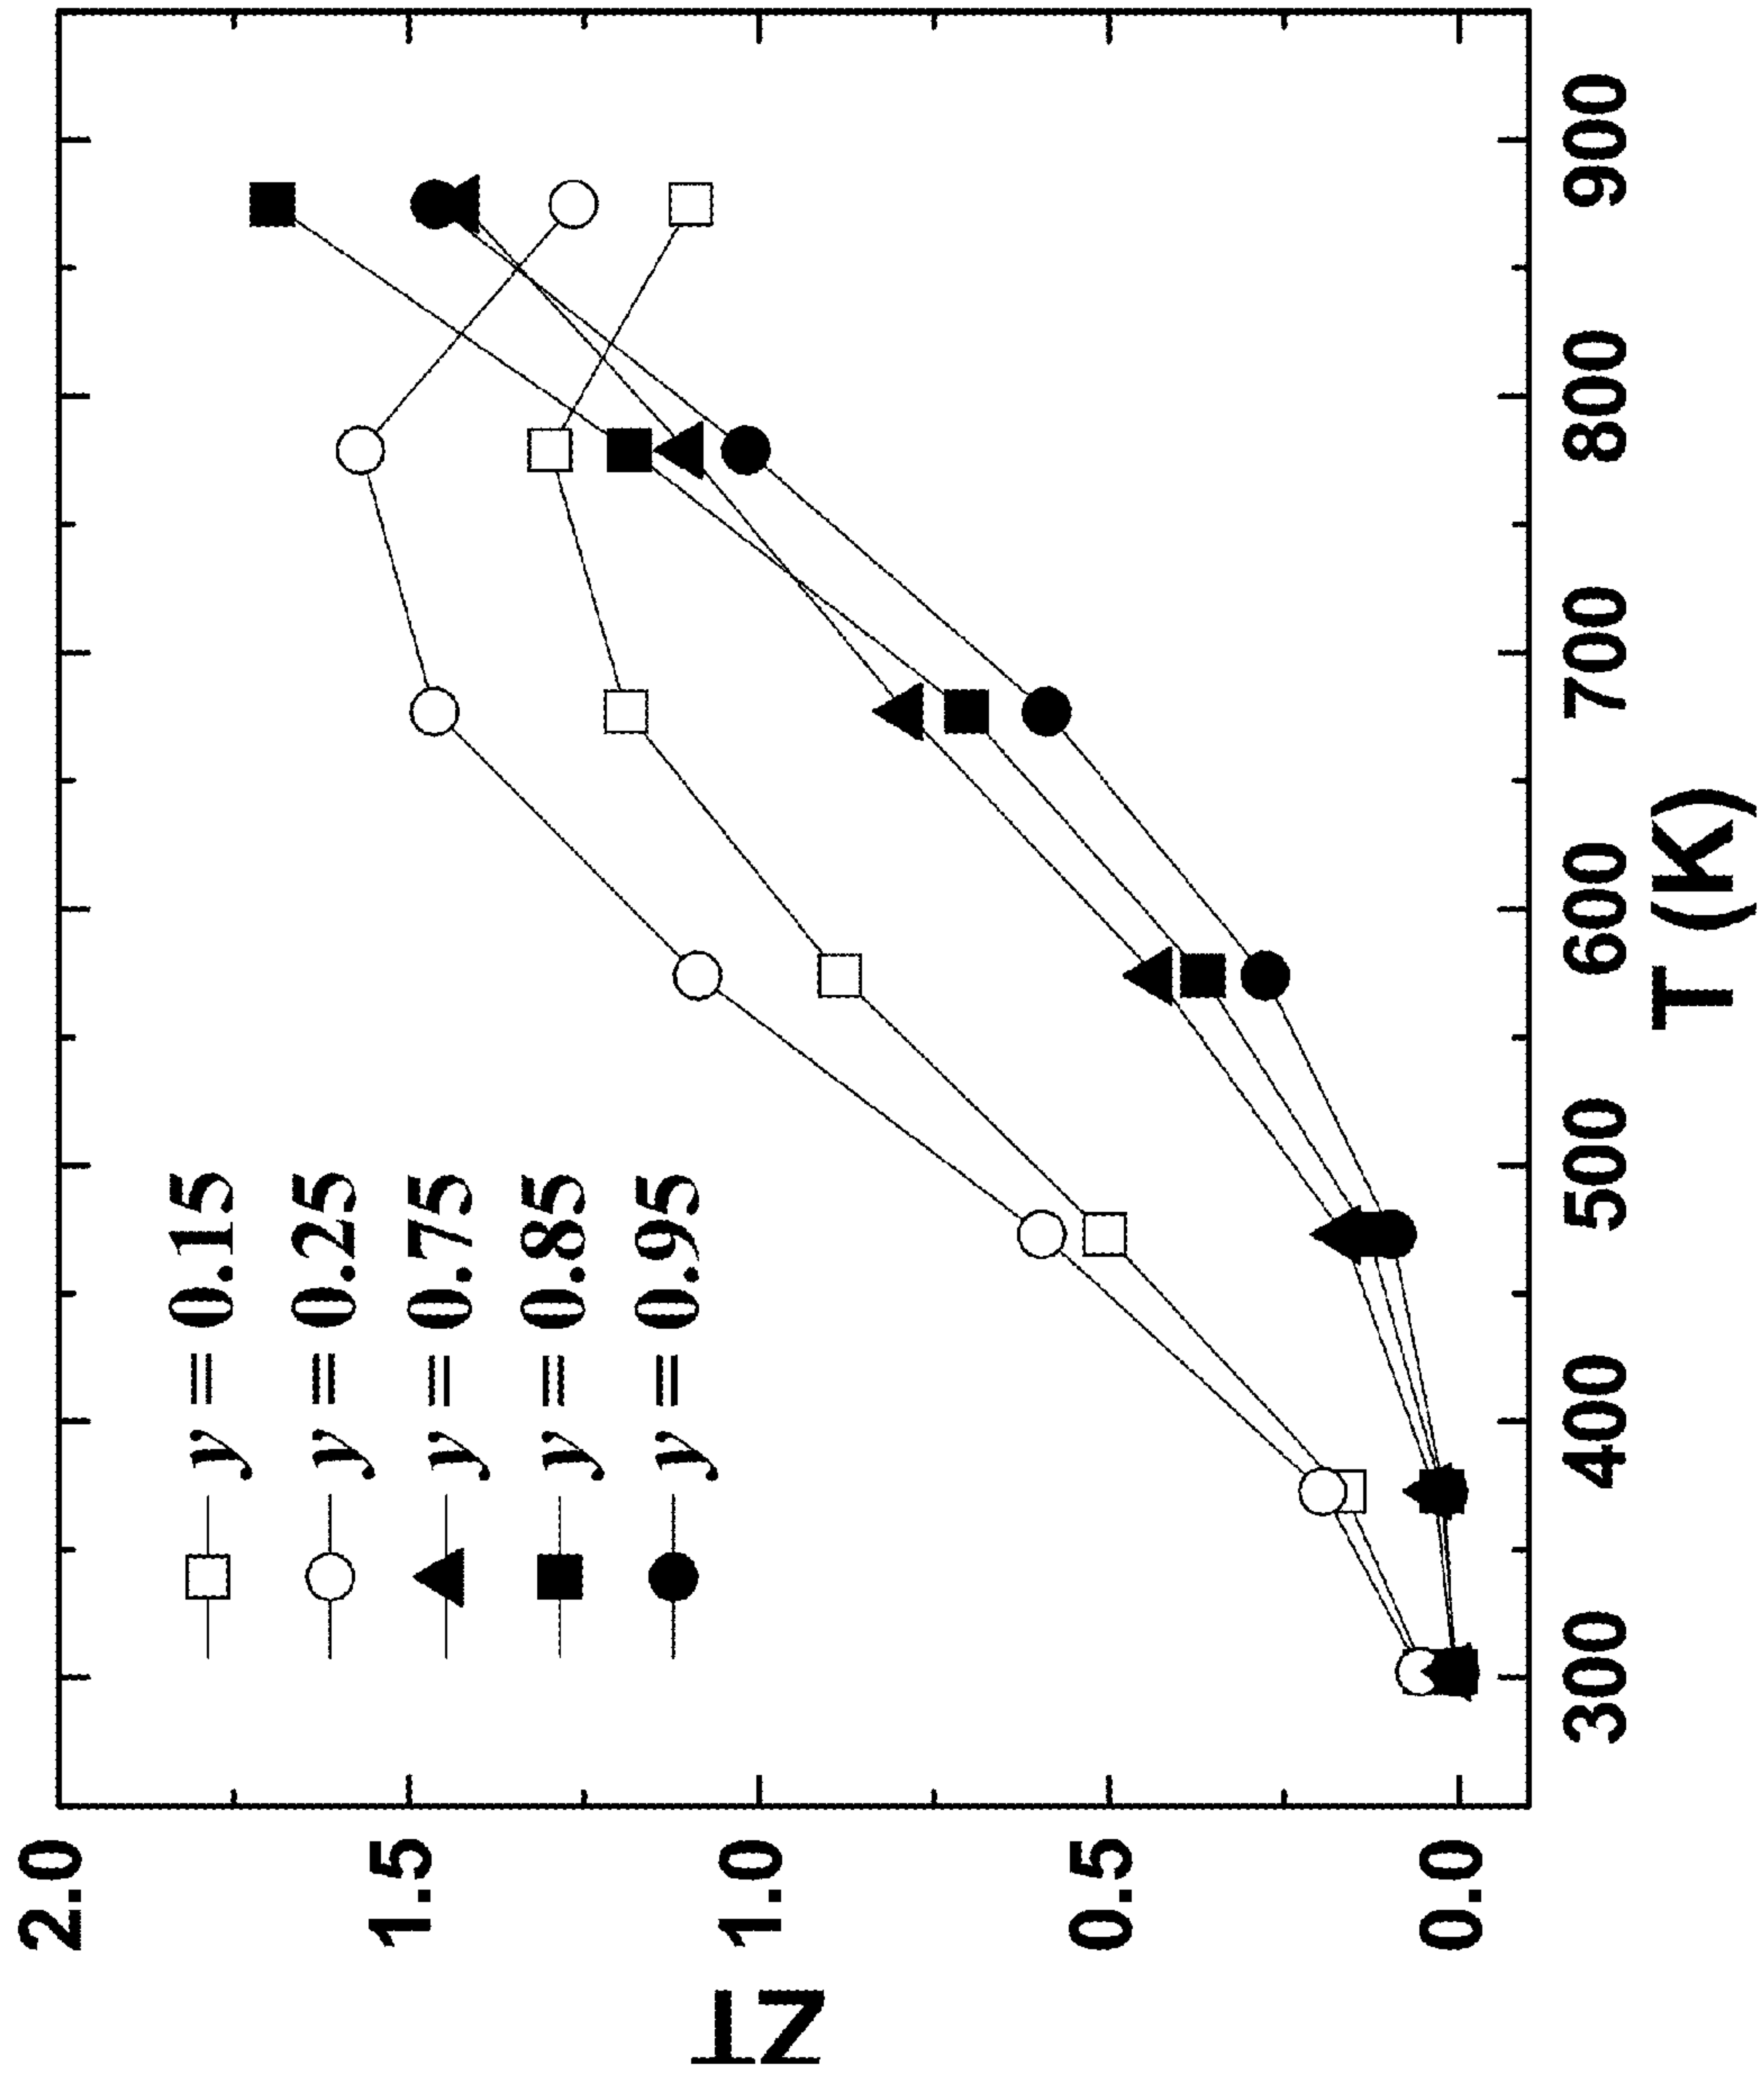 ZT
2.0
1.5
1.0
0.5
0.0
y = 0.15
y = 0.25
y = 0.75
y = 0.85
y = 0.95
300 400 500 600 700 800 900
T (K)